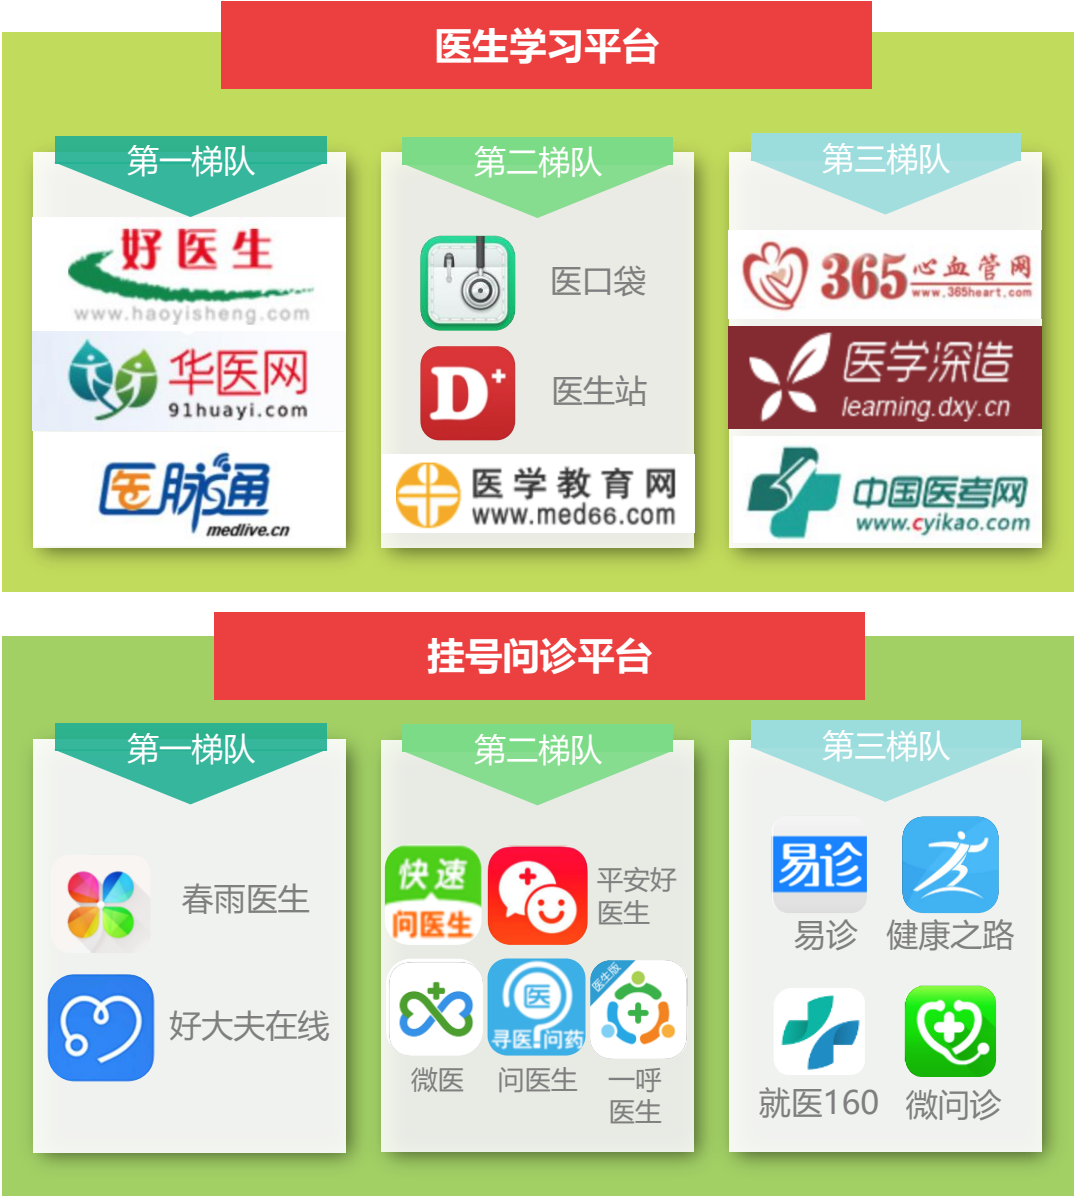 医生学习平台
第一梯队
好医生
www.haoyisheng.com
华医网
91huayi.com
医脉通
medlive.cn
第二梯队
医口袋
D+
医生站
医学教育网
www.med66.com
第三梯队
365心血管网
www.365heart.com
医学深造
learning.dxy.cn
中国医考网
www.cyikao.com
挂号问诊平台
第一梯队
春雨医生
好大夫在线
第二梯队
快速
问医生
平安好
医生
微医
医
寻医问药
问医生
医生版
一呼
医生
第三梯队
易诊
易诊
健康之路
就医160
微问诊